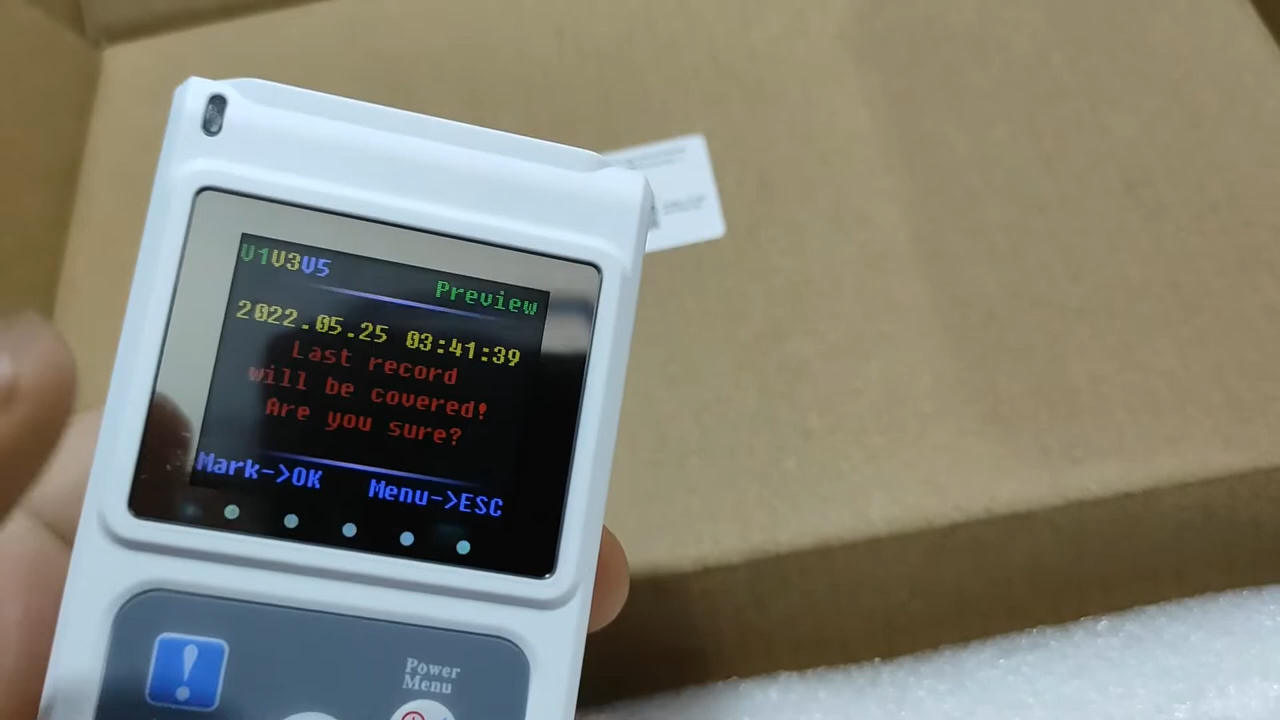 V1V3V5
Preview
2022.05.25 03:41:39
Last record
will be covered!
Are you sure?
Mark->OK Menu->ESC
Power
Menu